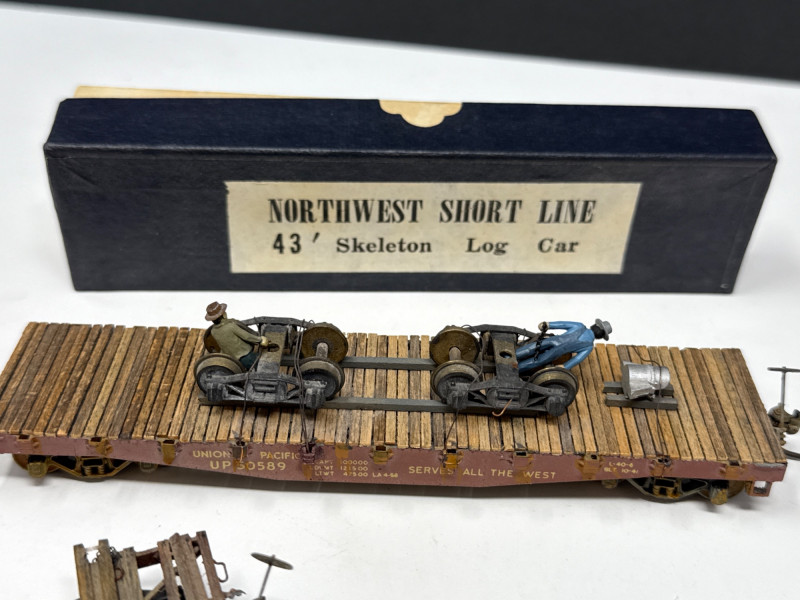 NORTHWEST SHORT LINE
43' Skeleton Log Car
UNION PACIFIC
UP 50589
SERVES ALL THE WEST